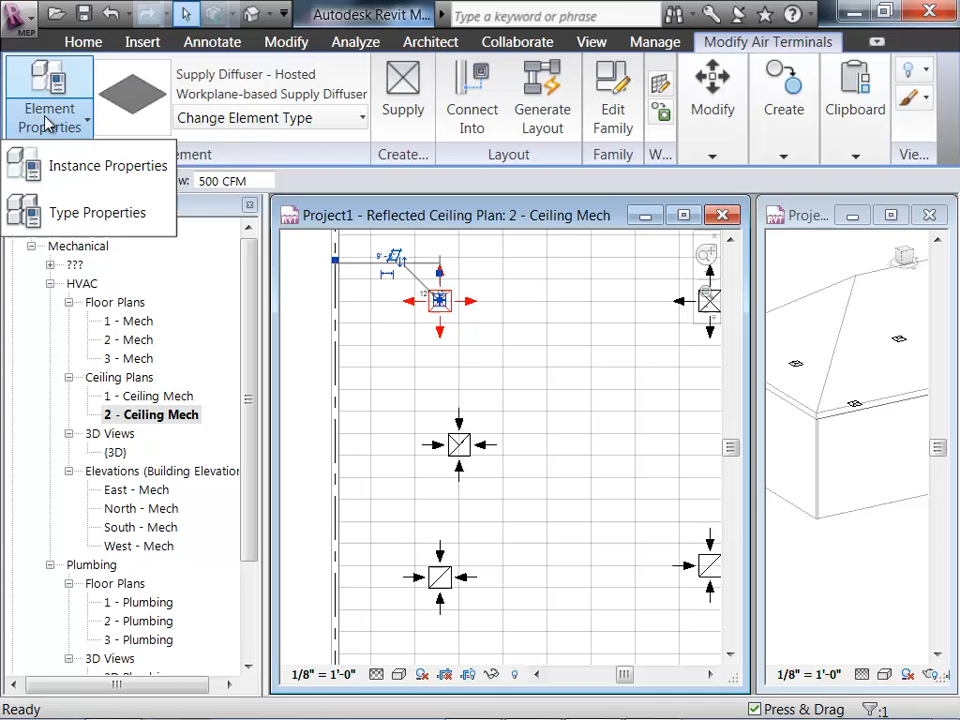 MEP
Autodesk Revit M...
Type a keyword or phrase
Home
Insert
Annotate
Modify
Analyze
Architect
Collaborate
View
Manage
Modify Air Terminals
Element
Properties
Supply Diffuser - Hosted
Workplane-based Supply Diffuser
Change Element Type
Supply
Connect
Into
Generate
Layout
Edit
Family
Modify
Create
Clipboard
ement
Create...
Layout
Family
W...
View...
Instance Properties
Type Properties
w: 500 CFM
Project1 - Reflected Ceiling Plan: 2 - Ceiling Mech
Proje...
Mechanical
???
HVAC
Floor Plans
1 - Mech
2 - Mech
3 - Mech
Ceiling Plans
1 - Ceiling Mech
2 - Ceiling Mech
3D Views
{3D}
Elevations (Building Elevation
East - Mech
North - Mech
South - Mech
West - Mech
Plumbing
Floor Plans
1 - Plumbing
2 - Plumbing
3 - Plumbing
3D Views
1/8" = 1'-0"
1/8" = 1'-0"
Ready
Press & Drag
:1